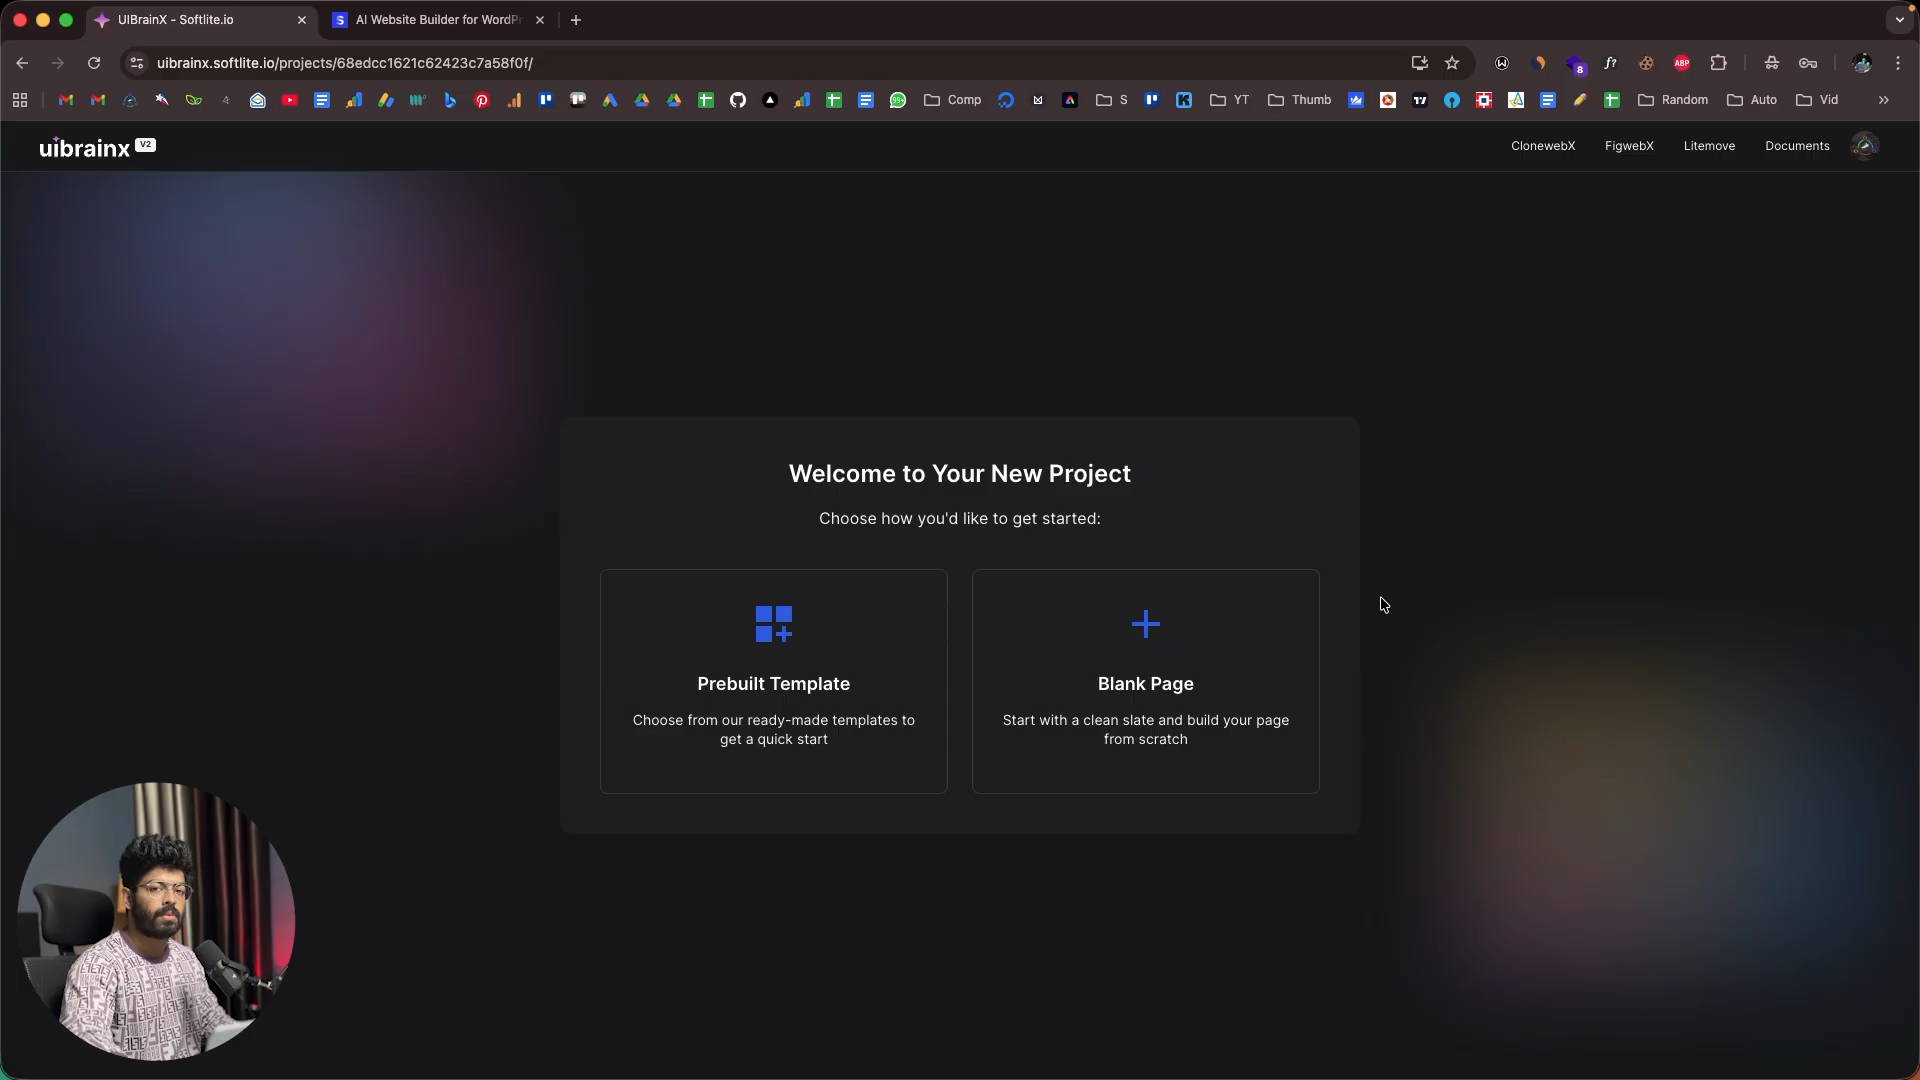 UIBrainX - Softlite.io
AI Website Builder for WordPr
uibrainx.softlite.io/projects/68edcc1621c62423c7a58f0f/
8
f?
ABP
99+
Comp
S
YT
Thumb
Random
Auto
Vid
uibrainx V2
ClonewebX
FigwebX
Litemove
Documents
Welcome to Your New Project
Choose how you'd like to get started:
Prebuilt Template
Choose from our ready-made templates to
get a quick start
Blank Page
Start with a clean slate and build your page
from scratch